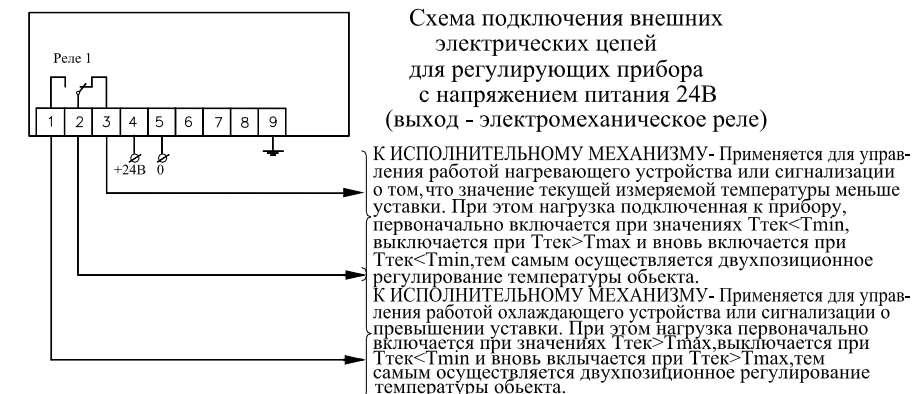 Схема подключения внешних
электрических цепей
для регулирующих прибора
с напряжением питания 24В
(выход - электромеханическое реле)
Реле 1
1 2 3 4 5 6 7 8 9
+24В 0
К ИСПОЛНИТЕЛЬНОМУ МЕХАНИЗМУ- Применяется для управ-
ления работой нагревающего устройства или сигнализации
о том,что значение текущей измеряемой температуры меньше
уставки. При этом нагрузка подключенная к прибору,
первоначально включается при значениях Ттек<Tmin,
выключается при Ттек>Tmax и вновь включается при
Ттек<Tmin,тем самым осуществляется двухпозиционное
регулирование температуры обьекта.
К ИСПОЛНИТЕЛЬНОМУ МЕХАНИЗМУ- Применяется для управ-
ления работой охлаждающего устройства или сигнализации о
превышении уставки. При этом нагрузка первоначально
включается при значениях Ттек>Tmax,выключается при
Ттек<Tmin и вновь вклычается при Ттек>Tmax,тем
самым осуществляется двухпозиционное регулирование
температуры обьекта.